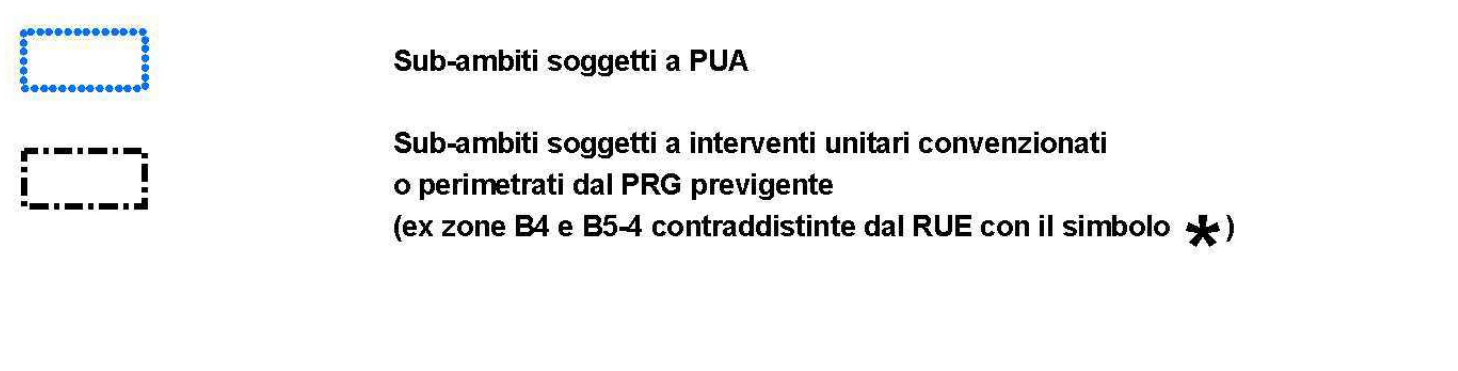 Sub-ambiti soggetti a PUA
Sub-ambiti soggetti a interventi unitari convenzionati
o perimetrati dal PRG previgente
(ex zone B4 e B5-4 contraddistinte dal RUE con il simbolo *)